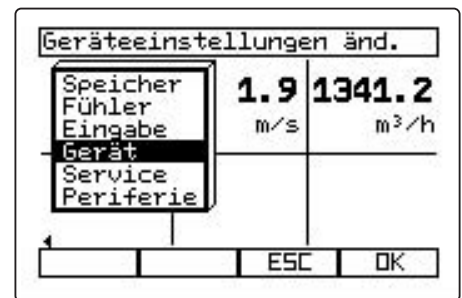 Geräteeinstellungen änd.
Speicher
Fühler
Eingabe
Gerät
Service
Periferie
1.9 1341.2
m/s m³/h
ESC OK